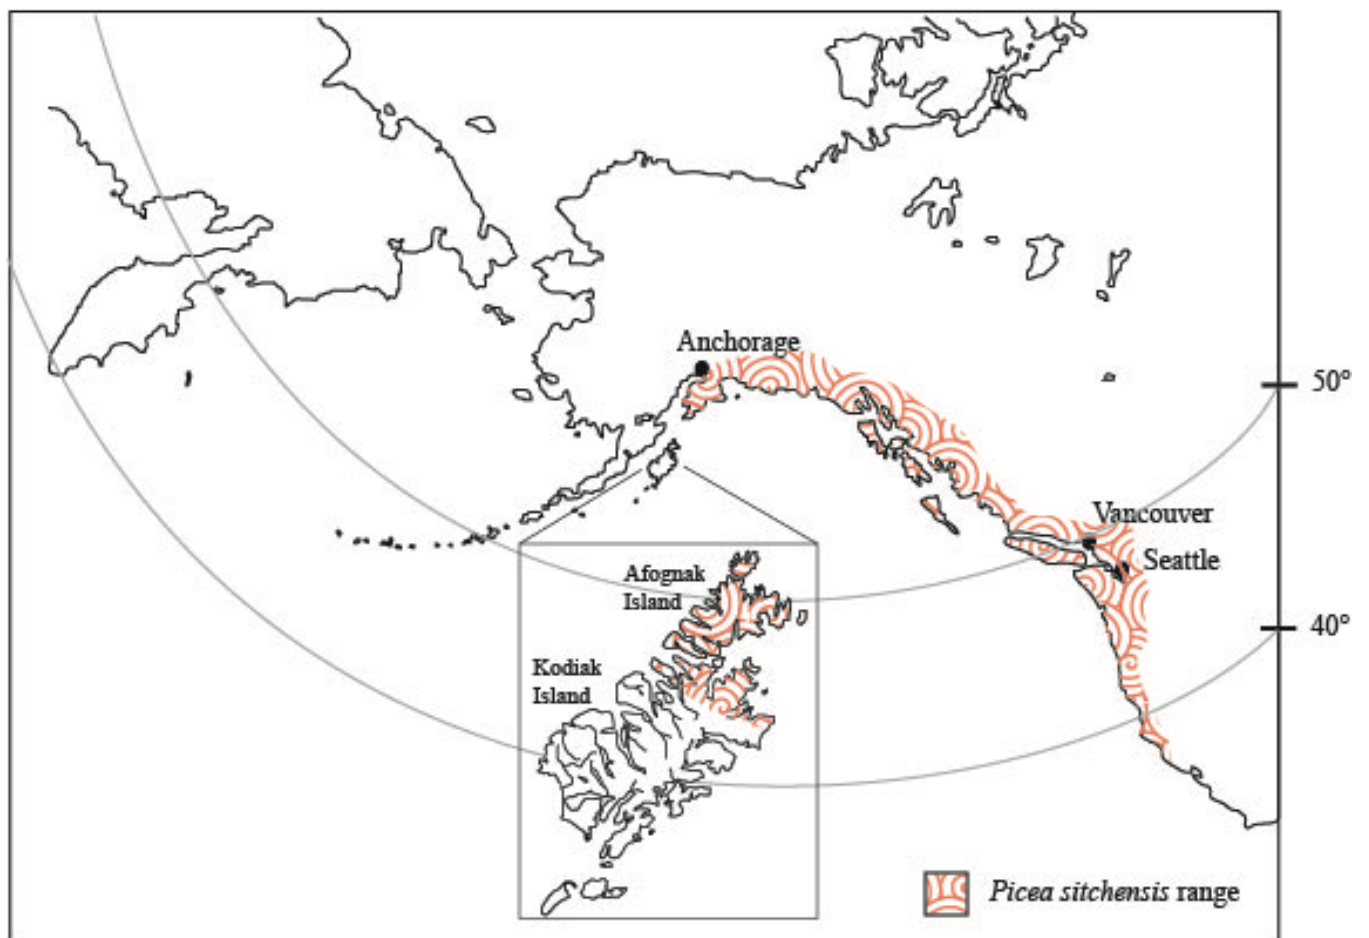 Anchorage
50°
Vancouver
Seattle
Afognak
Island
40°
Kodiak
Island
Picea sitchensis range